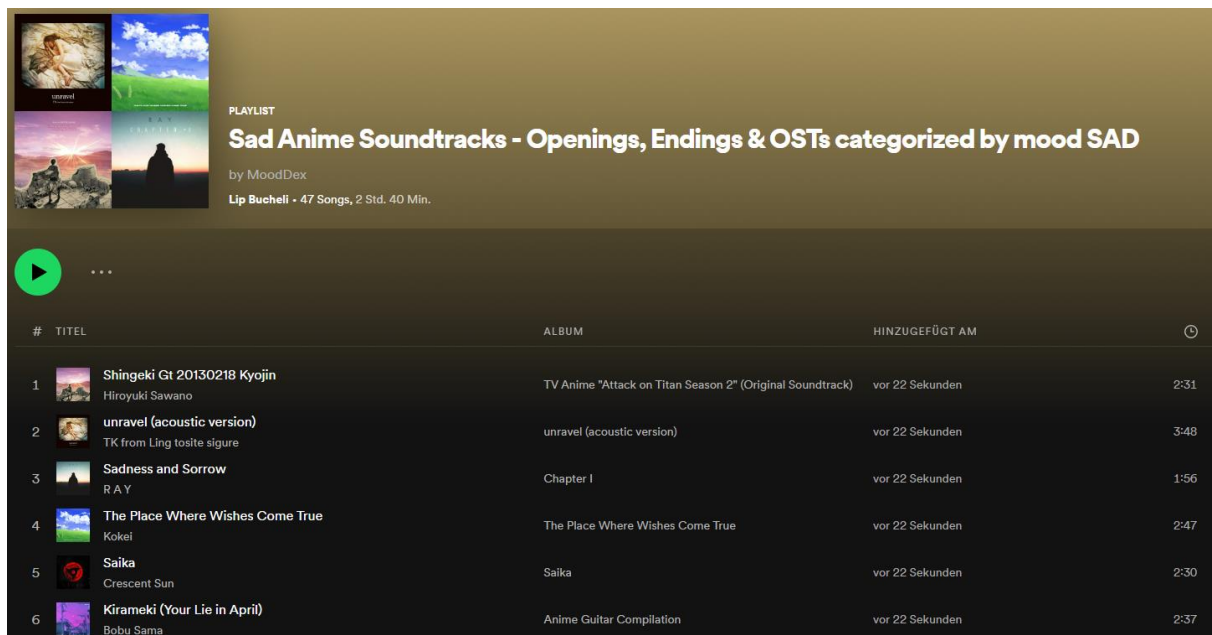 unravel
RAY
PLAYLIST
Sad Anime Soundtracks - Openings, Endings & OSTs categorized by mood SAD
by MoodDex
Lip Bucheli • 47 Songs, 2 Std. 40 Min.
# TITEL ALBUM HINZUGEFÜGT AM
1 Shingeki Gt 20130218 Kyojin TV Anime "Attack on Titan Season 2" (Original Soundtrack) vor 22 Sekunden 2:31
Hiroyuki Sawano
2 unravel (acoustic version) unravel (acoustic version) vor 22 Sekunden 3:48
TK from Ling tosite sigure
3 Sadness and Sorrow Chapter I vor 22 Sekunden 1:56
R A Y
4 The Place Where Wishes Come True The Place Where Wishes Come True vor 22 Sekunden 2:47
Kokei
5 Saika Saika vor 22 Sekunden 2:30
Crescent Sun
6 Kirameki (Your Lie in April) Anime Guitar Compilation vor 22 Sekunden 2:37
Bobu Sama